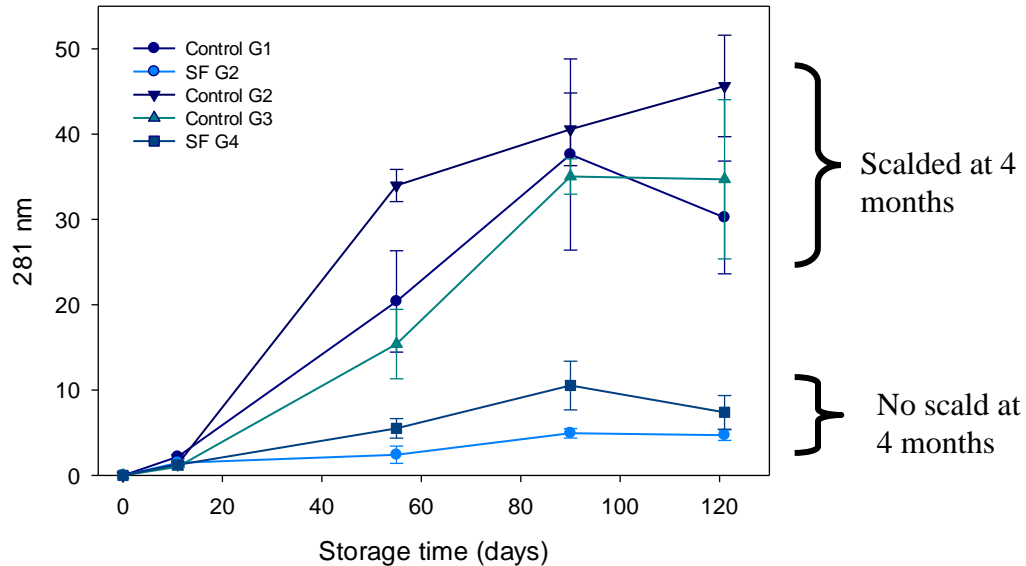 50
40
30
20
10
0
281 nm
Control G1
SF G2
Control G2
Control G3
SF G4
0
20
40
60
80
100
120
Storage time (days)
Scalded at 4
months
No scald at
4 months